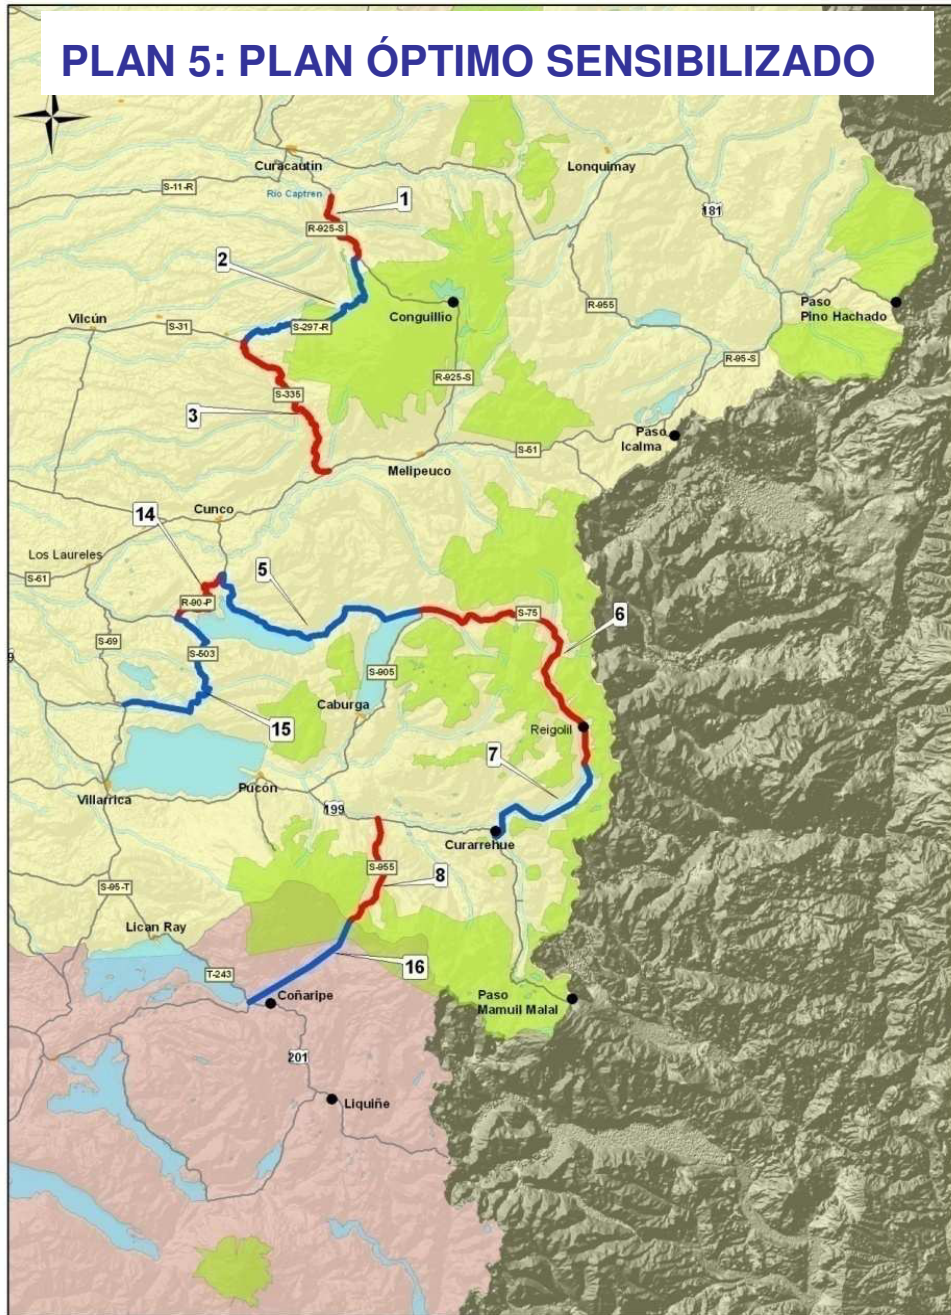 PLAN 5: PLAN ÓPTIMO SENSIBILIZADO
Curacautín
Lonquimay
S-11-R
Río Captren
1
181
R-925-S
2
R-955
Paso
Pino Hachado
Conguillio
Vilcún
S-31
S-297-R
R-95-S
R-925-S
S-335
3
Paso
Icalma
S-61
Melipeuco
14
Cunco
Los Laureles
S-61
5
R-90-P
S-75
6
S-69
S-503
9
S-905
Caburga
15
Reigolil
7
Pucón
Villarrica
199
Curarrehue
S-955
8
S-95-T
Lican Ray
16
T-243
Coñaripe
Paso
Mamuil Malal
201
Liquiñe